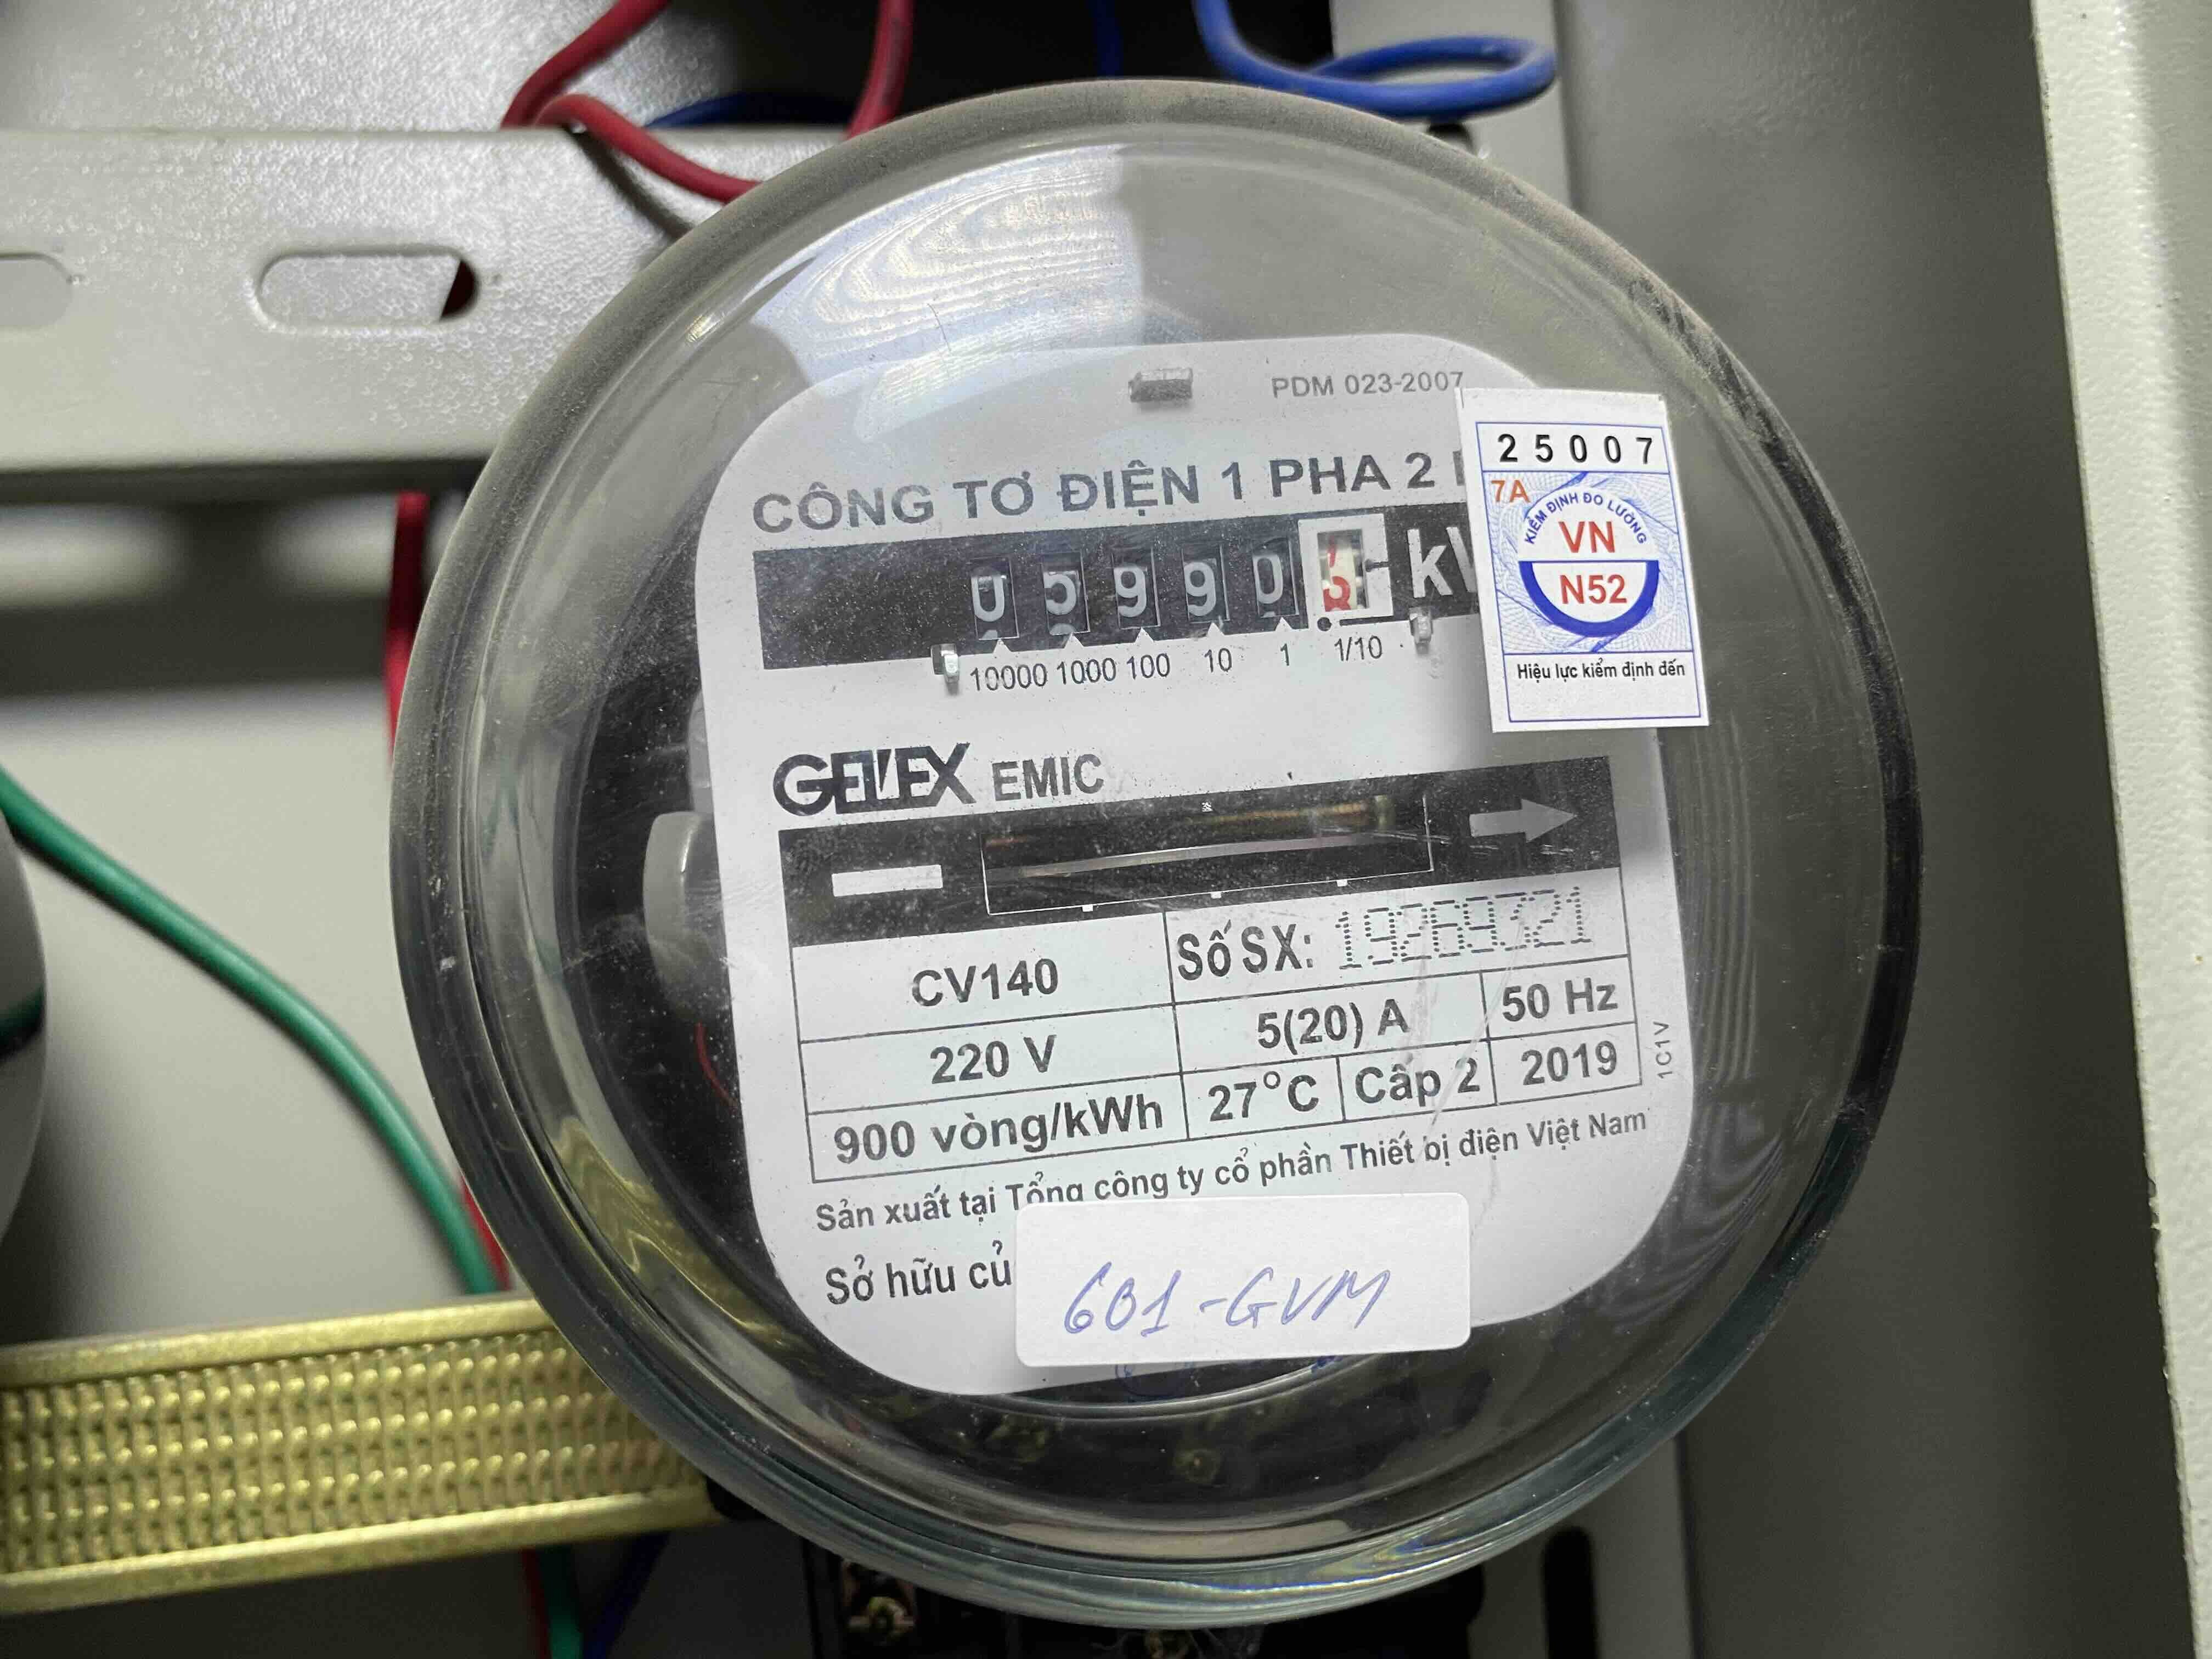 PDM 023-2007
CÔNG TƠ ĐIỆN 1 PHA 2
25007
7A
KIỂM ĐỊNH ĐO LƯỜNG
VN
N52
Hiệu lực kiểm định đến
05990
10000 1000 100 10 1 1/10
GELEX EMIC
CV140 Số SX: 19269321
220 V 5(20) A 50 Hz
900 vòng/kWh 27°C Cấp 2 2019
1C1V
Sản xuất tại Tổng công ty cổ phần Thiết bị điện Việt Nam
Sở hữu củ
601-GVM